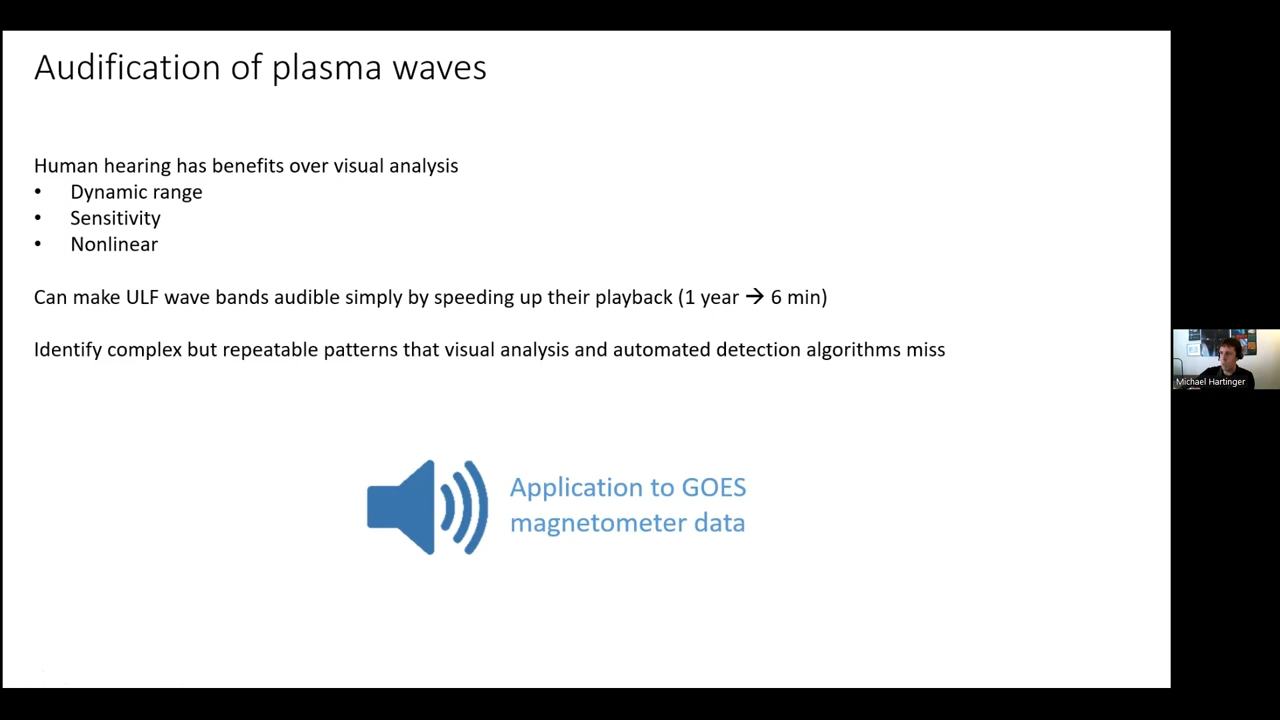 Audification of plasma waves
Human hearing has benefits over visual analysis
• Dynamic range
• Sensitivity
• Nonlinear
Can make ULF wave bands audible simply by speeding up their playback (1 year → 6 min)
Identify complex but repeatable patterns that visual analysis and automated detection algorithms miss
Michael Hartinger
Application to GOES
magnetometer data